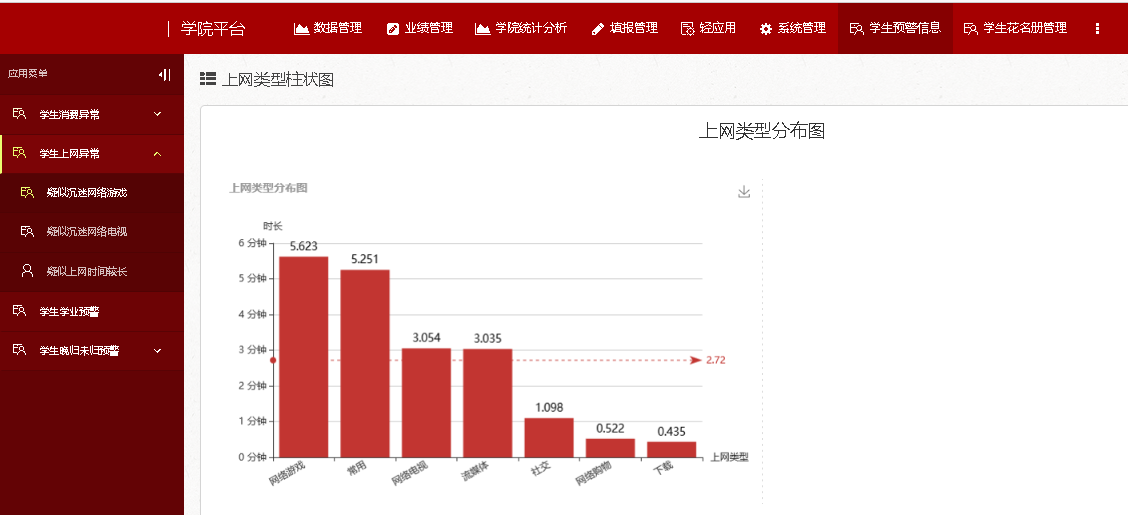 学院平台
数据管理
业绩管理
学院统计分析
填报管理
轻应用
系统管理
学生预警信息
学生花名册管理
应用菜单
学生消费异常
学生上网异常
疑似沉迷网络游戏
疑似沉迷网络电视
疑似上网时间较长
学生学业预警
学生晚归未归预警
上网类型柱状图
上网类型分布图
上网类型分布图
时长
6 分钟
5 分钟
4 分钟
3 分钟
2 分钟
1 分钟
0 分钟
5.623
5.251
3.054
3.035
1.098
0.522
0.435
2.72
网络游戏
常用
网络电视
流媒体
社交
网络购物
下载
上网类型